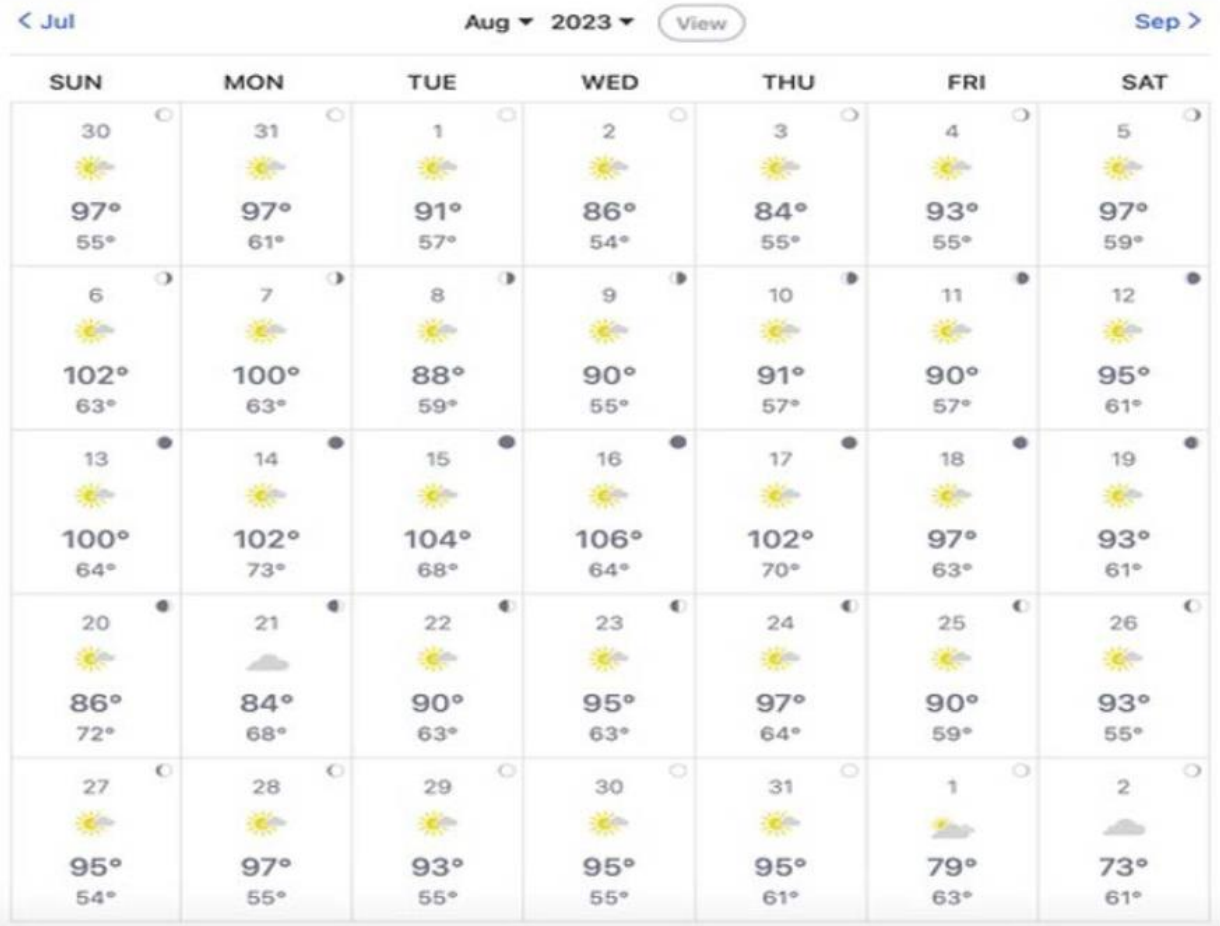 < Jul Aug 2023 View Sep >
SUN MON TUE WED THU FRI SAT
30 31 1 2 3 4 5
97° 97° 91° 86° 84° 93° 97°
55° 61° 57° 54° 55° 55° 59°
6 7 8 9 10 11 12
102° 100° 88° 90° 91° 90° 95°
63° 63° 59° 55° 57° 57° 61°
13 14 15 16 17 18 19
100° 102° 104° 106° 102° 97° 93°
64° 73° 68° 64° 70° 63° 61°
20 21 22 23 24 25 26
86° 84° 90° 95° 97° 90° 93°
72° 68° 63° 63° 64° 59° 55°
27 28 29 30 31 1 2
95° 97° 93° 95° 95° 79° 73°
54° 55° 55° 55° 61° 63° 61°